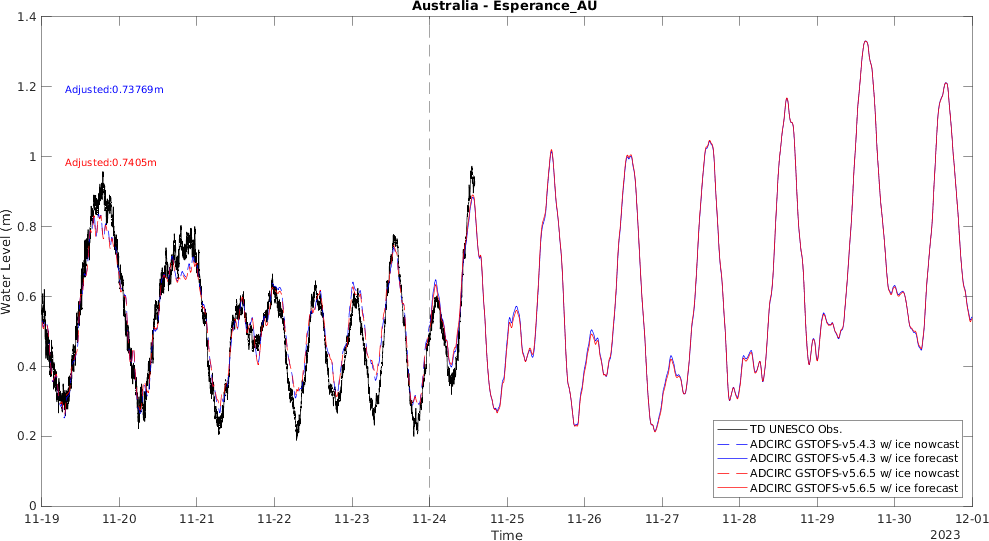 Australia - Esperance_AU
1.4
1.2
1
0.8
0.6
0.4
0.2
0
Water Level (m)
Adjusted:0.73769m
Adjusted:0.7405m
TD UNESCO Obs.
ADCIRC GSTOFS-v5.4.3 w/ ice nowcast
ADCIRC GSTOFS-v5.4.3 w/ ice forecast
ADCIRC GSTOFS-v5.6.5 w/ ice nowcast
ADCIRC GSTOFS-v5.6.5 w/ ice forecast
11-19 11-20 11-21 11-22 11-23 11-24 11-25 11-26 11-27 11-28 11-29 11-30 12-01
Time
2023